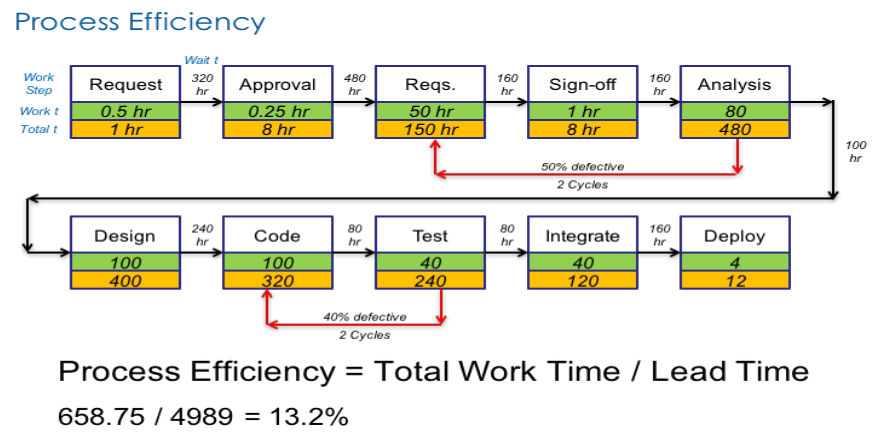 Process Efficiency
Wait t
Work Step
Request
320 hr
Approval
480 hr
Reqs.
160 hr
Sign-off
160 hr
Analysis
Work t
0.5 hr
0.25 hr
50 hr
1 hr
80
Total t
1 hr
8 hr
150 hr
8 hr
480
100 hr
50% defective
2 Cycles
Design
240 hr
Code
80 hr
Test
80 hr
Integrate
160 hr
Deploy
100
100
40
40
4
400
320
240
120
12
40% defective
2 Cycles
Process Efficiency = Total Work Time / Lead Time
658.75 / 4989 = 13.2%